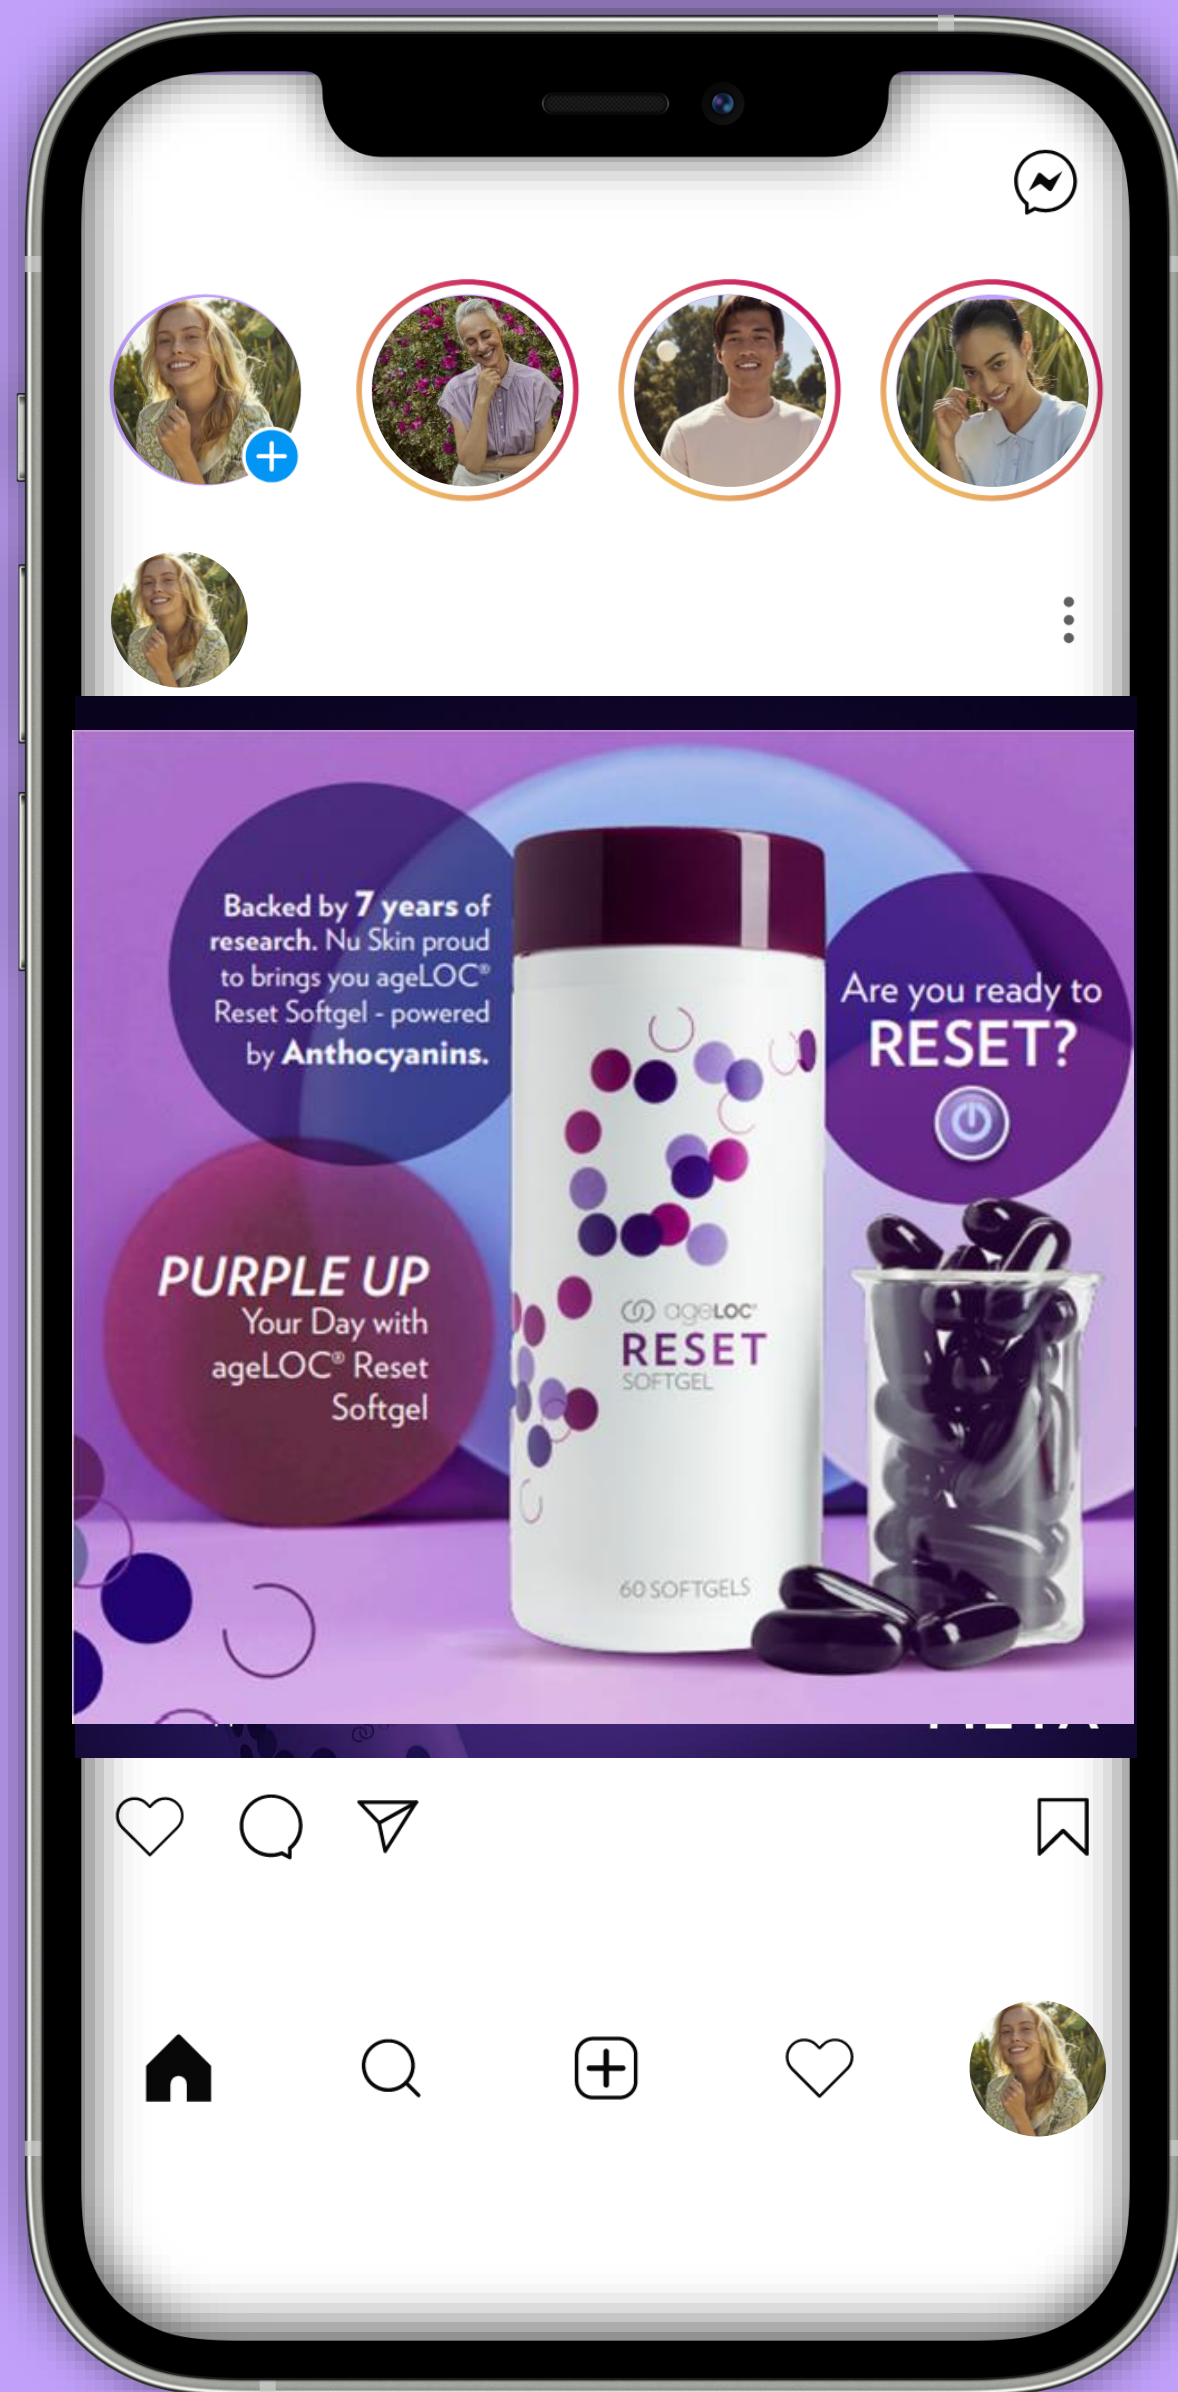 Backed by 7 years of
research. Nu Skin proud
to brings you ageLOC®
Reset Softgel - powered
by Anthocyanins.
Are you ready to
RESET?
PURPLE UP
Your Day with
ageLOC® Reset
Softgel
ageLOC®
RESET
SOFTGEL
60 SOFTGELS